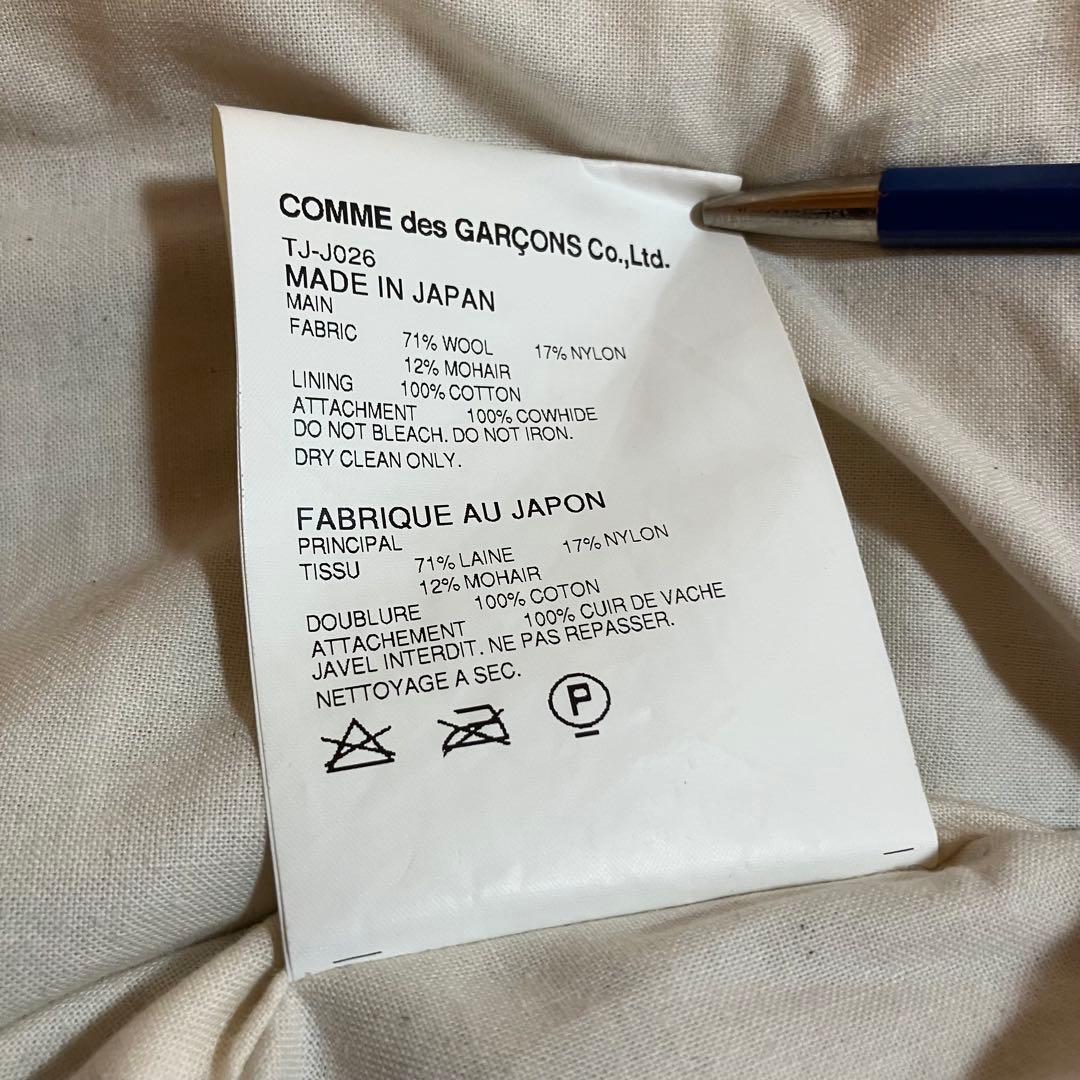 COMME des GARÇONS Co.,Ltd.
TJ-J026
MADE IN JAPAN
MAIN
FABRIC 71% WOOL 17% NYLON
12% MOHAIR
LINING 100% COTTON
ATTACHMENT 100% COWHIDE
DO NOT BLEACH. DO NOT IRON.
DRY CLEAN ONLY.
FABRIQUE AU JAPON
PRINCIPAL
TISSU 71% LAINE 17% NYLON
12% MOHAIR
DOUBLURE 100% COTON
ATTACHEMENT 100% CUIR DE VACHE
JAVEL INTERDIT. NE PAS REPASSER.
NETTOYAGE A SEC.
P